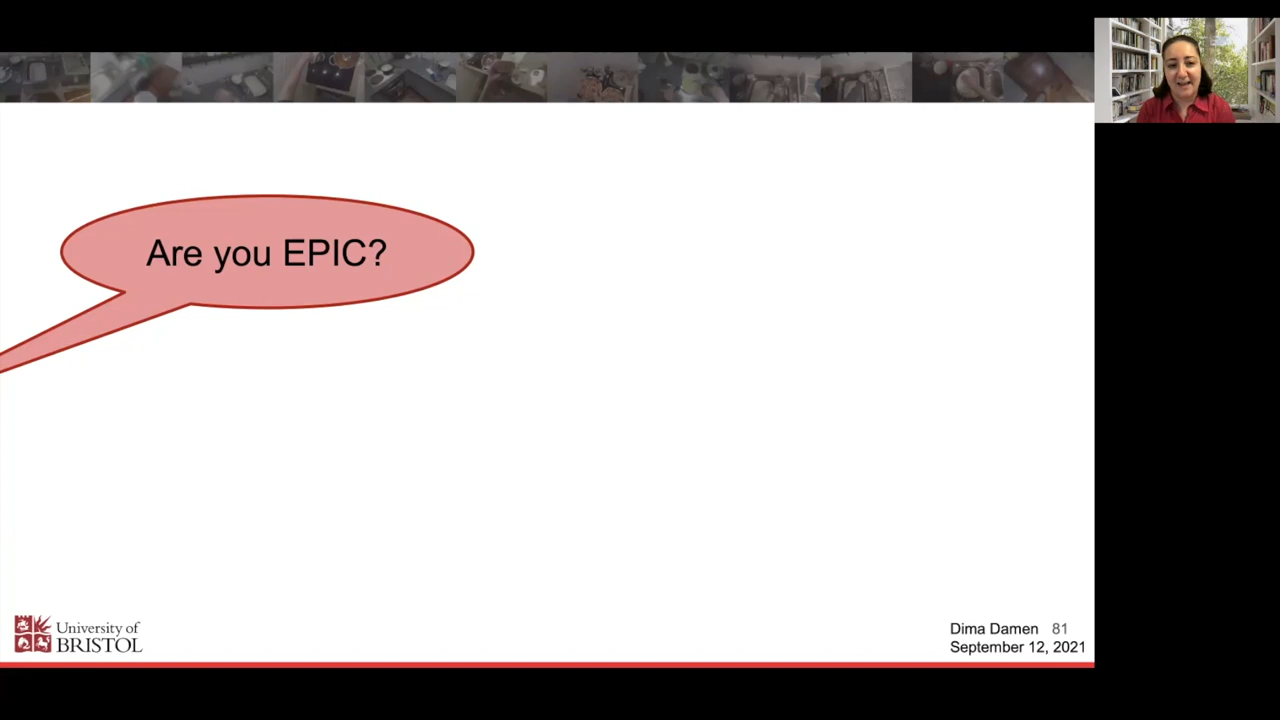 Are you EPIC?
University of
BRISTOL
Dima Damen 81
September 12, 2021